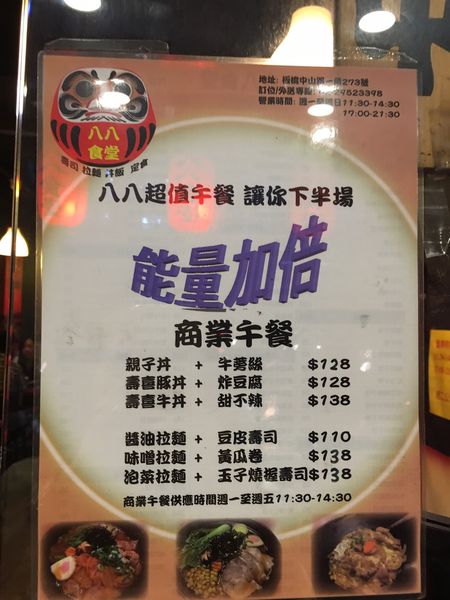 八八
食堂
壽司 拉麵 丼飯 定食
地址: 板橋中山路一段273號
訂位/外送專線: 29523398
營業時間: 週一至週日11:30-14:30
17:00-21:30
八八超值午餐 讓你下半場
能量加倍
商業午餐
親子丼 + 牛蒡絲 $128
壽喜豚丼 + 炸豆腐 $128
壽喜牛丼 + 甜不辣 $138
醬油拉麵 + 豆皮壽司 $110
味噌拉麵 + 黃瓜卷 $138
泡菜拉麵 + 玉子燒握壽司$138
商業午餐供應時間週一至週五11:30-14:30